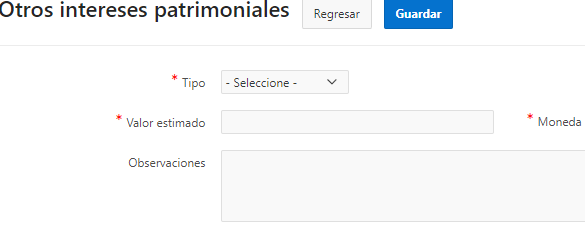 Otros intereses patrimoniales Regresar Guardar
* Tipo - Seleccione -
* Valor estimado * Moneda
Observaciones